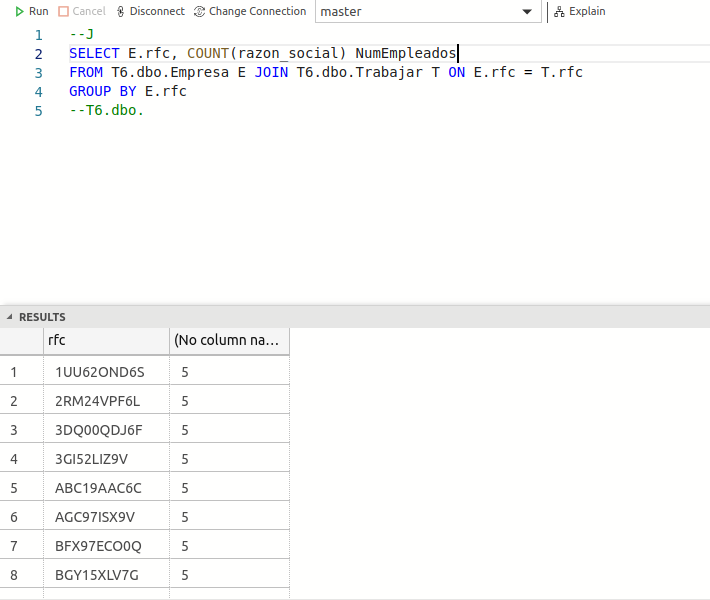 Run Cancel Disconnect Change Connection master Explain
1 --J
2 SELECT E.rfc, COUNT(razon_social) NumEmpleados
3 FROM T6.dbo.Empresa E JOIN T6.dbo.Trabajar T ON E.rfc = T.rfc
4 GROUP BY E.rfc
5 --T6.dbo.
RESULTS
rfc (No column na...
1 1UU62OND6S 5
2 2RM24VPF6L 5
3 3DQ00QDJ6F 5
4 3GI52LIZ9V 5
5 ABC19AAC6C 5
6 AGC97ISX9V 5
7 BFX97ECO0Q 5
8 BGY15XLV7G 5